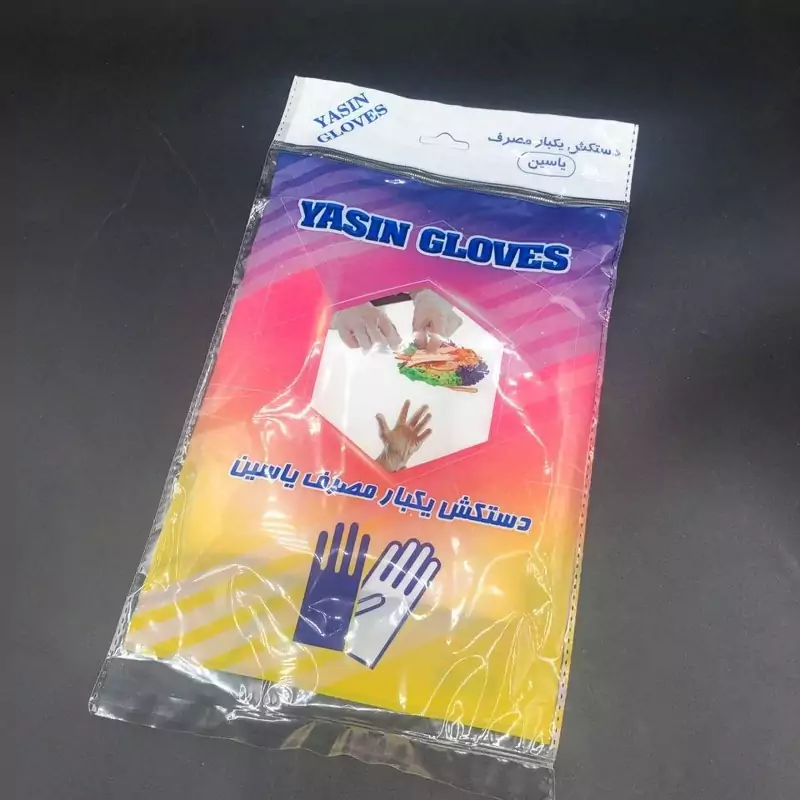 YASIN
GLOVES
دستکش یکبار مصرف
یاسین
YASIN GLOVES
دستکش یکبار مصرف یاسین